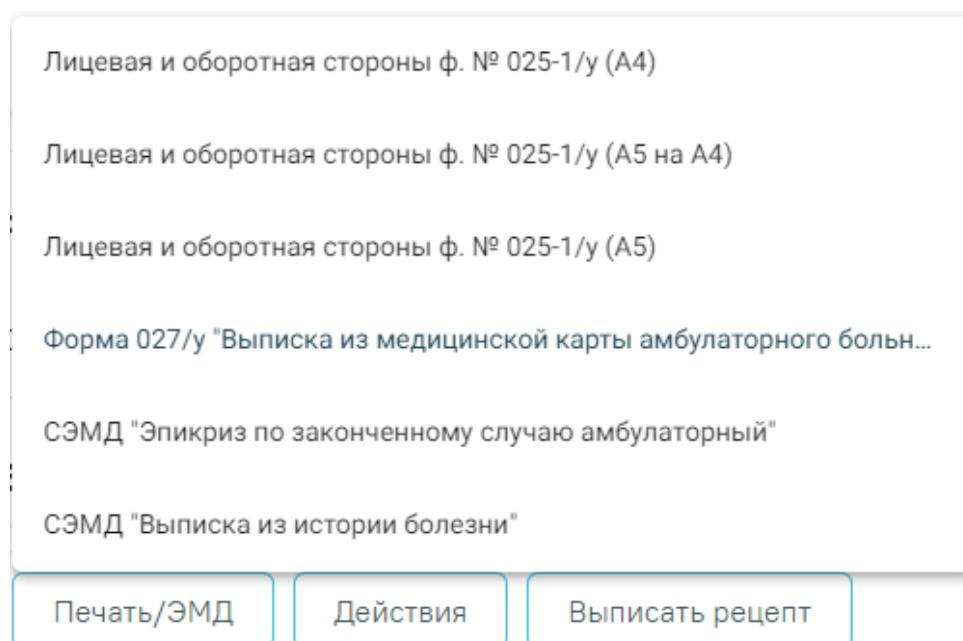 Лицевая и оборотная стороны ф. № 025-1/у (А4)
Лицевая и оборотная стороны ф. № 025-1/у (А5 на А4)
Лицевая и оборотная стороны ф. № 025-1/у (А5)
Форма 027/у "Выписка из медицинской карты амбулаторного больн...
СЭМД "Эпикриз по законченному случаю амбулаторный"
СЭМД "Выписка из истории болезни"
Печать/ЭМД Действия Выписать рецепт